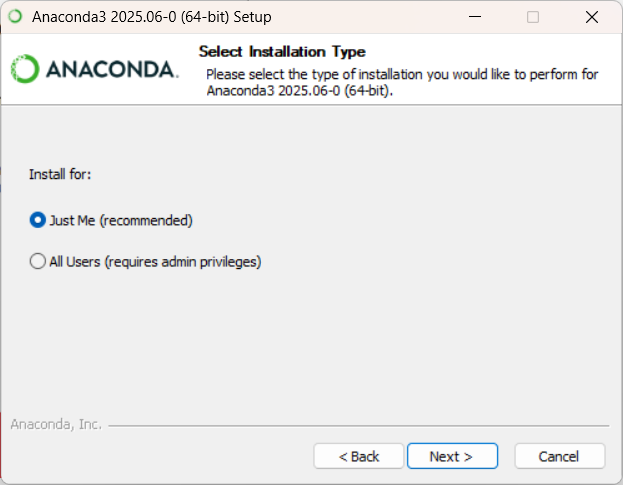 Anaconda3 2025.06-0 (64-bit) Setup
ANACONDA.
Select Installation Type
Please select the type of installation you would like to perform for
Anaconda3 2025.06-0 (64-bit).
Install for:
Just Me (recommended)
All Users (requires admin privileges)
Anaconda, Inc.
< Back
Next >
Cancel